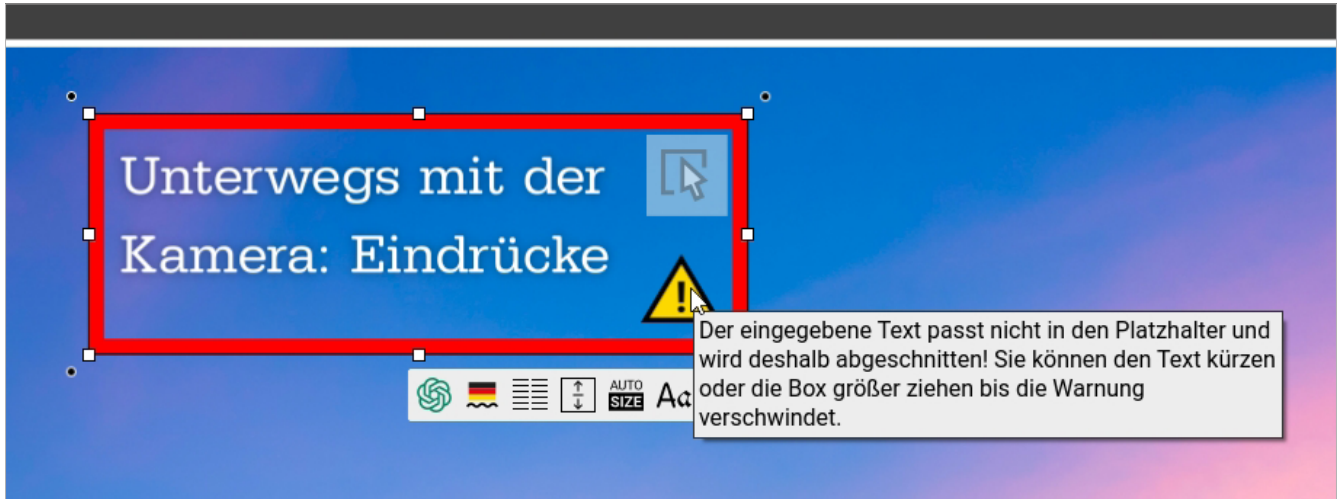 Unterwegs mit der
Kamera: Eindrücke
!
Der eingegebene Text passt nicht in den Platzhalter und
wird deshalb abgeschnitten! Sie können den Text kürzen
oder die Box größer ziehen bis die Warnung
verschwindet.
AUTO
SIZE
Aa